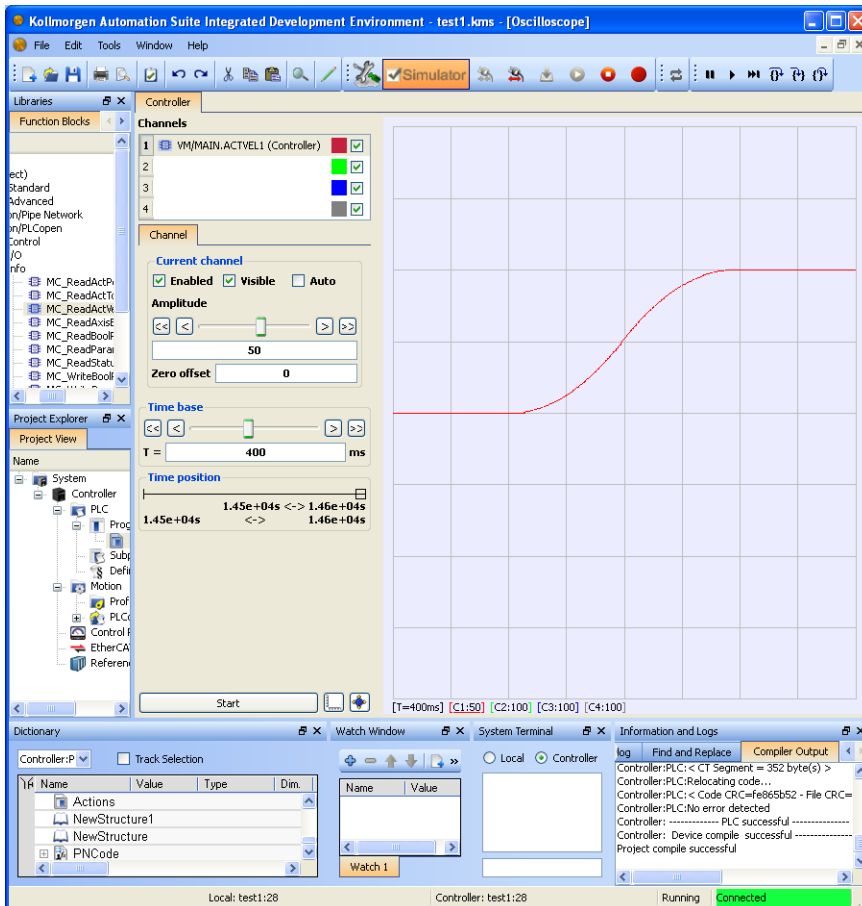 Kollmorgen Automation Suite Integrated Development Environment - test1.kms - [Oscilloscope]
File Edit Tools Window Help
Simulator
Libraries
Function Blocks
ect)
Standard
Advanced
on/Pipe Network
on/PLCopen
Control
/O
nfo
MC_ReadActP
MC_ReadActTo
MC_ReadActV
MC_ReadAxisE
MC_ReadBoolP
MC_ReadParar
MC_ReadStatu
MC_WriteBoolF
Project Explorer
Project View
Name
System
Controller
PLC
Prog
Subp
Defi
Motion
Prof
PLCo
Control P
EtherCA
Referen
Controller
Channels
1 VM/MAIN.ACTVEL1 (Controller)
2
3
4
Channel
Current channel
Enabled Visible Auto
Amplitude
<< < > >>
50
Zero offset 0
Time base
<< < > >>
T = 400 ms
Time position
1.45e+04s <-> 1.46e+04s
1.45e+04s <-> 1.46e+04s
Start
[T=400ms] [C1:50] [C2:100] [C3:100] [C4:100]
Dictionary
Controller:P Track Selection
Name Value Type Dim.
Actions
NewStructure1
NewStructure
PNCode
Watch Window
»
Name Value
Watch 1
System Terminal
Local Controller
Information and Logs
log Find and Replace Compiler Output
Controller:PLC:< CT Segment = 352 byte(s) >
Controller:PLC:Relocating code...
Controller:PLC:< Code CRC=fe865b52 - File CRC=
Controller:PLC:No error detected
Controller: ------------- PLC successful ----------------
Controller: Device compile successful ---------------
Project compile successful
Local: test1:28 Controller: test1:28 Running Connected